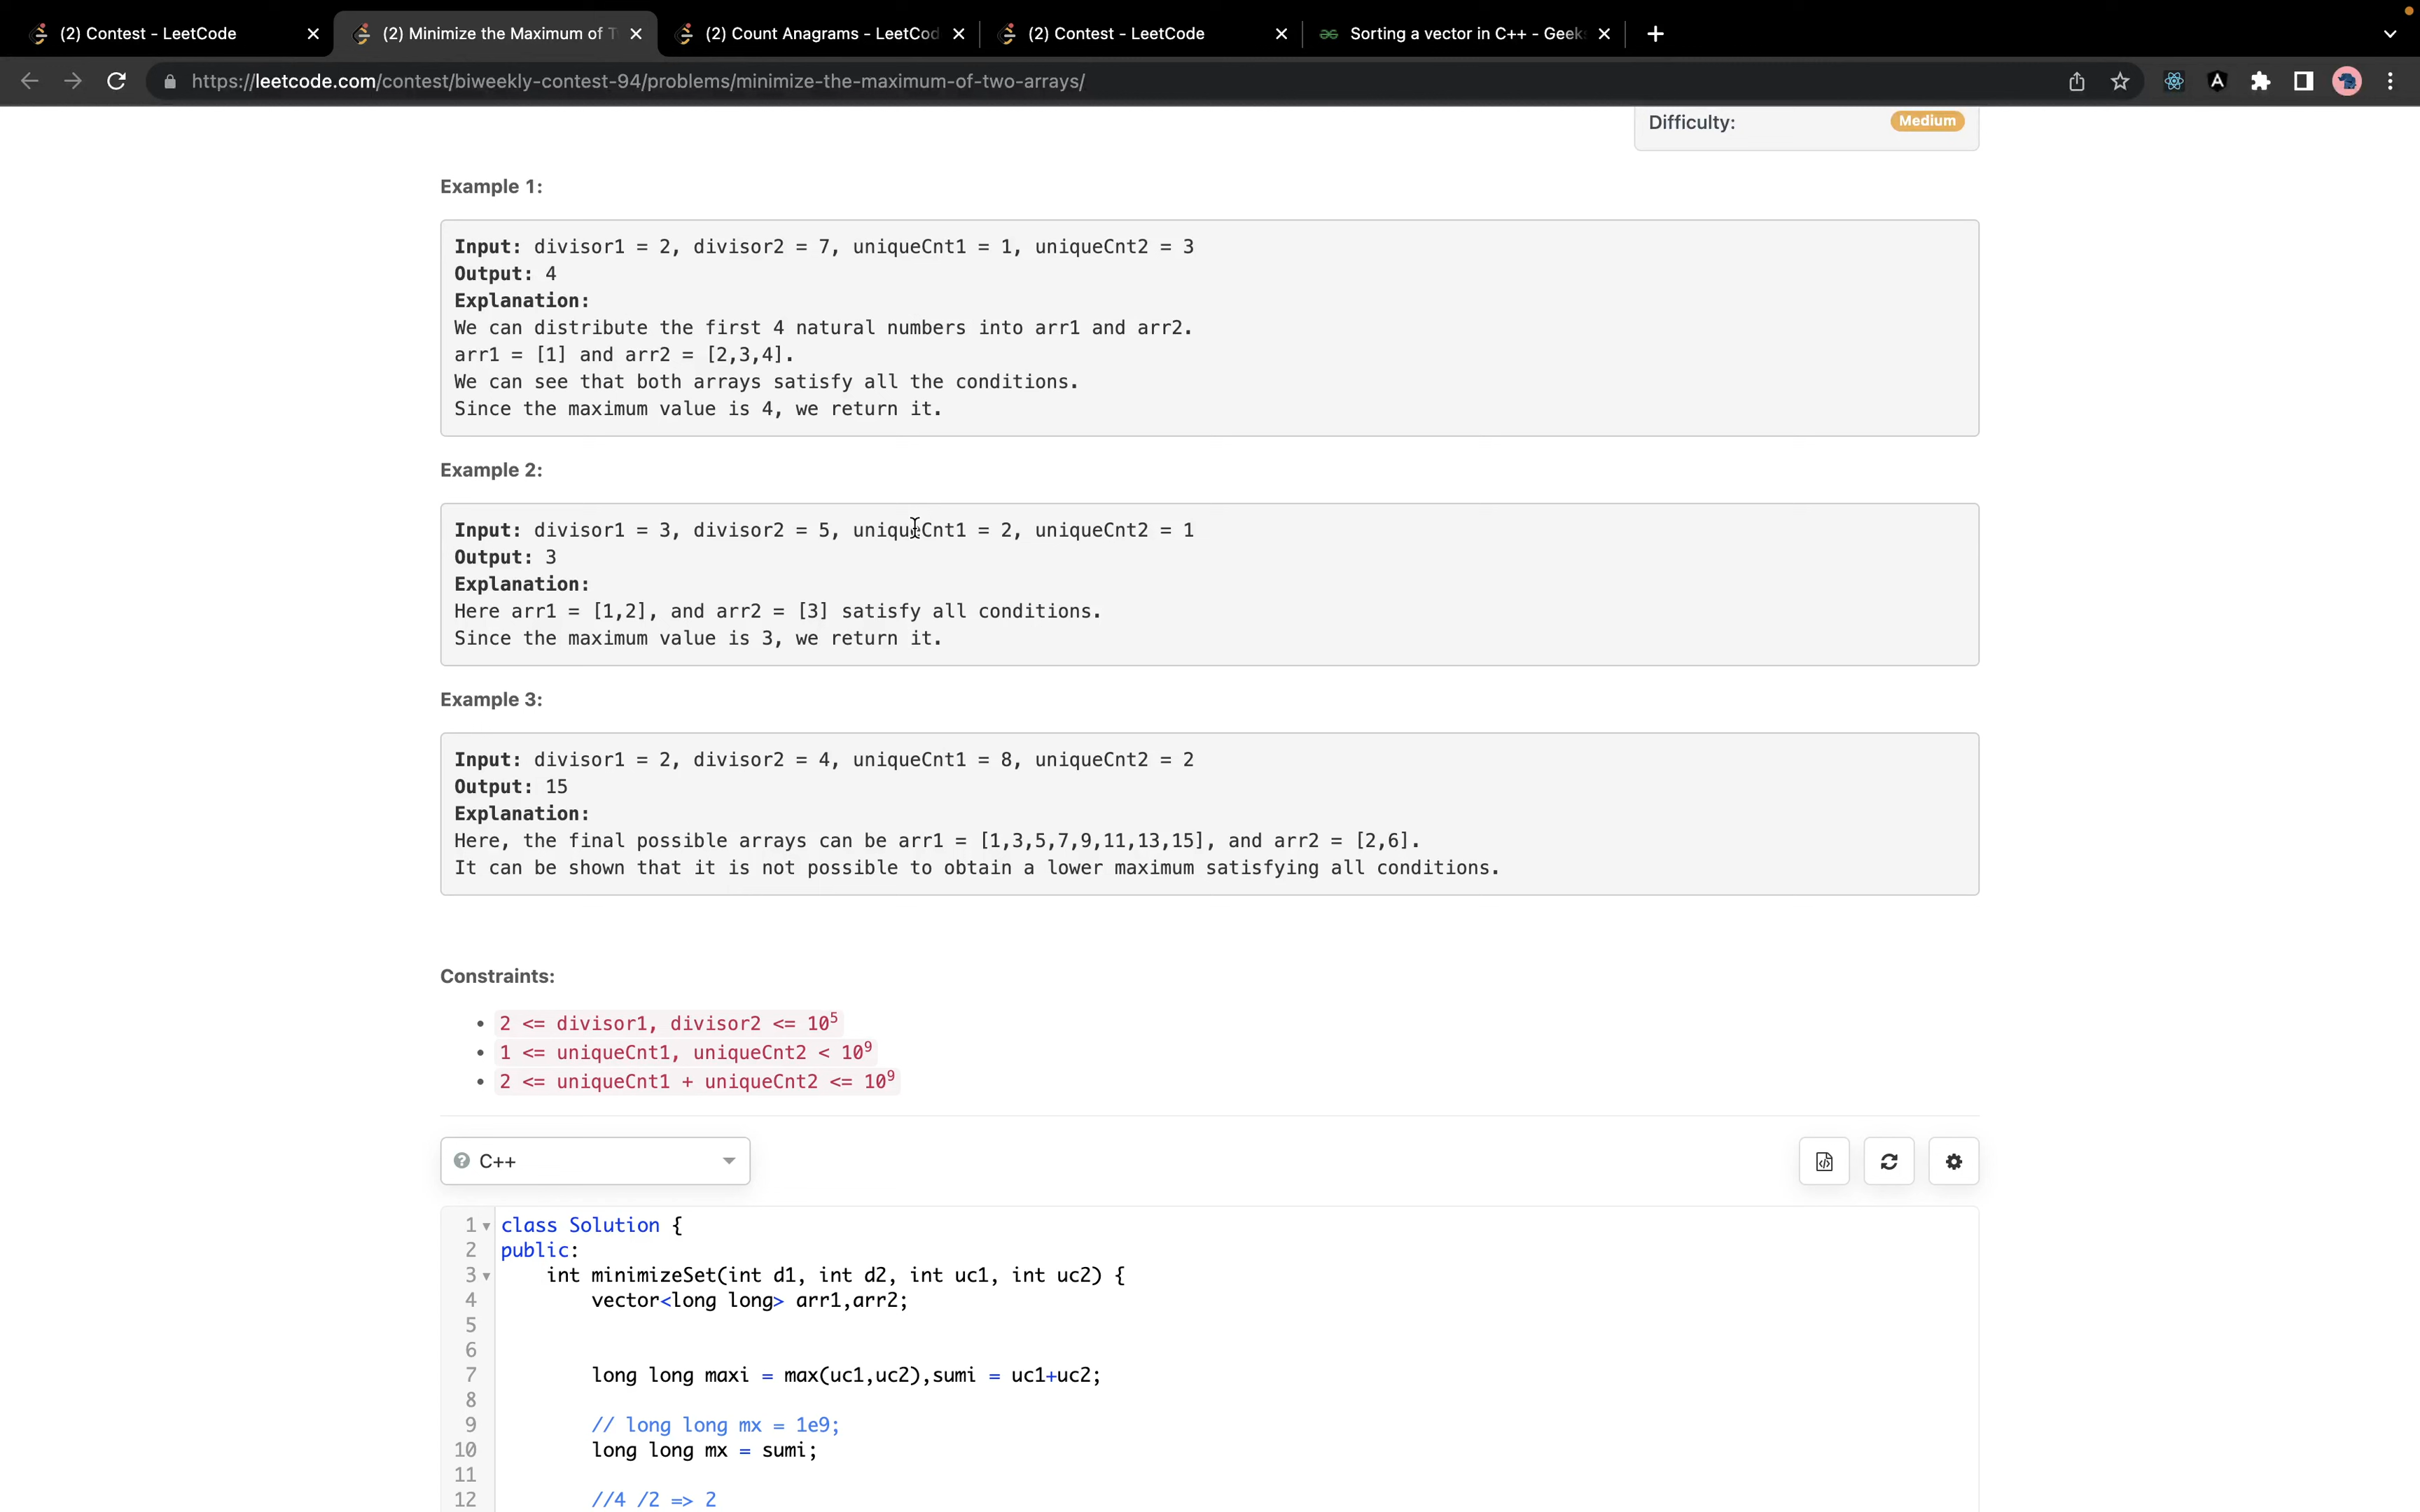 (2) Contest - LeetCode
(2) Minimize the Maximum of T
(2) Count Anagrams - LeetCod
(2) Contest - LeetCode
Sorting a vector in C++ - Geek
https://leetcode.com/contest/biweekly-contest-94/problems/minimize-the-maximum-of-two-arrays/
Difficulty: Medium
Example 1:
Input: divisor1 = 2, divisor2 = 7, uniqueCnt1 = 1, uniqueCnt2 = 3
Output: 4
Explanation:
We can distribute the first 4 natural numbers into arr1 and arr2.
arr1 = [1] and arr2 = [2,3,4].
We can see that both arrays satisfy all the conditions.
Since the maximum value is 4, we return it.
Example 2:
Input: divisor1 = 3, divisor2 = 5, uniqueCnt1 = 2, uniqueCnt2 = 1
Output: 3
Explanation:
Here arr1 = [1,2], and arr2 = [3] satisfy all conditions.
Since the maximum value is 3, we return it.
Example 3:
Input: divisor1 = 2, divisor2 = 4, uniqueCnt1 = 8, uniqueCnt2 = 2
Output: 15
Explanation:
Here, the final possible arrays can be arr1 = [1,3,5,7,9,11,13,15], and arr2 = [2,6].
It can be shown that it is not possible to obtain a lower maximum satisfying all conditions.
Constraints:
• 2 <= divisor1, divisor2 <= 10⁵
• 1 <= uniqueCnt1, uniqueCnt2 < 10⁹
• 2 <= uniqueCnt1 + uniqueCnt2 <= 10⁹
C++
1 class Solution {
2 public:
3 int minimizeSet(int d1, int d2, int uc1, int uc2) {
4 vector<long long> arr1,arr2;
5
6
7 long long maxi = max(uc1,uc2),sumi = uc1+uc2;
8
9 // long long mx = 1e9;
10 long long mx = sumi;
11
12 //4 /2 => 2